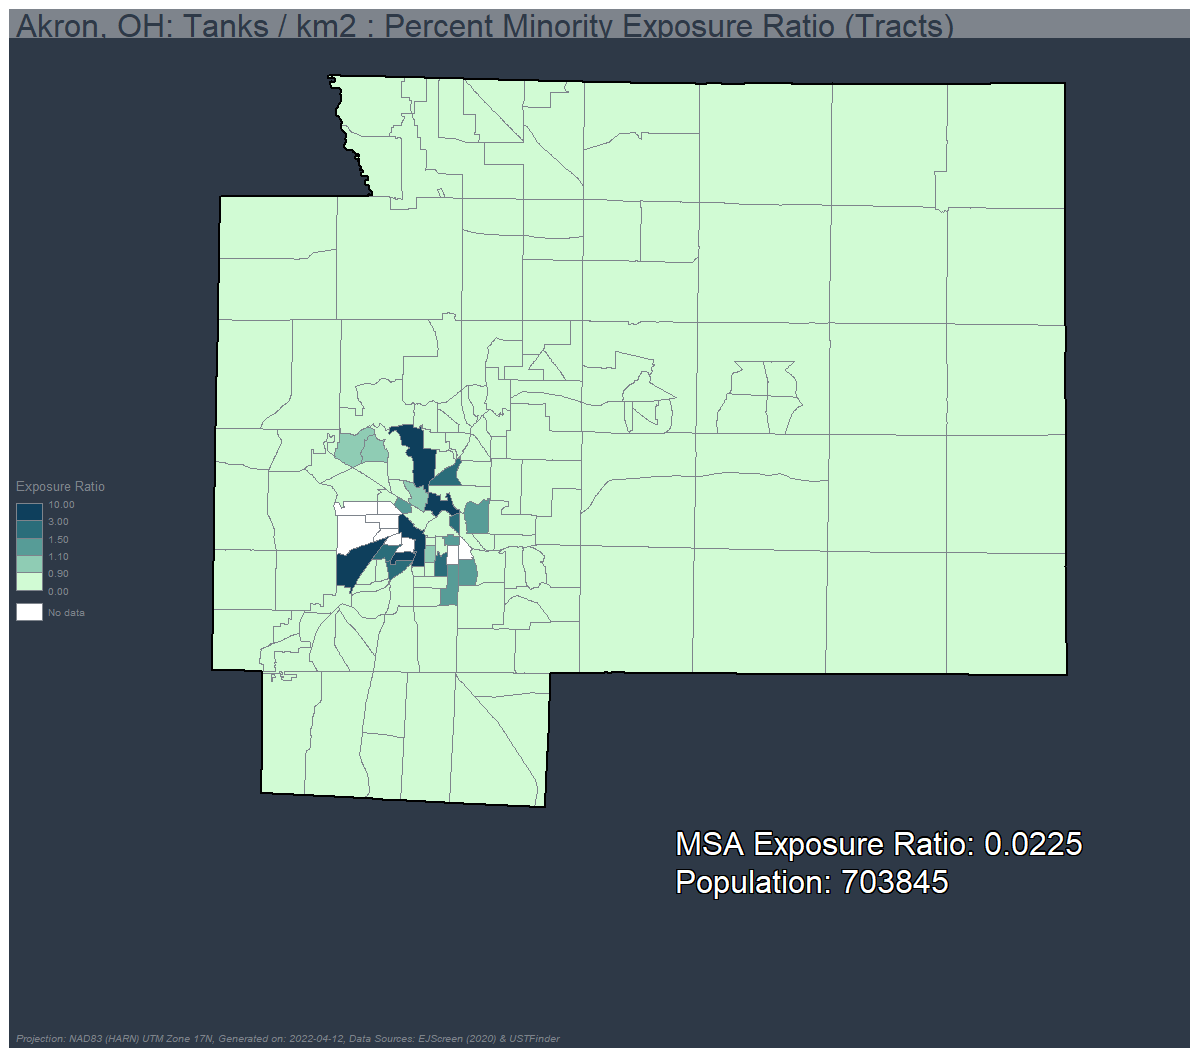 Akron, OH: Tanks / km2 : Percent Minority Exposure Ratio (Tracts)
Exposure Ratio
10.00
3.00
1.50
1.10
0.90
0.00
No data
MSA Exposure Ratio: 0.0225
Population: 703845
Projection: NAD83 (HARN) UTM Zone 17N, Generated on: 2022-04-12, Data Sources: EJScreen (2020) & USTFinder